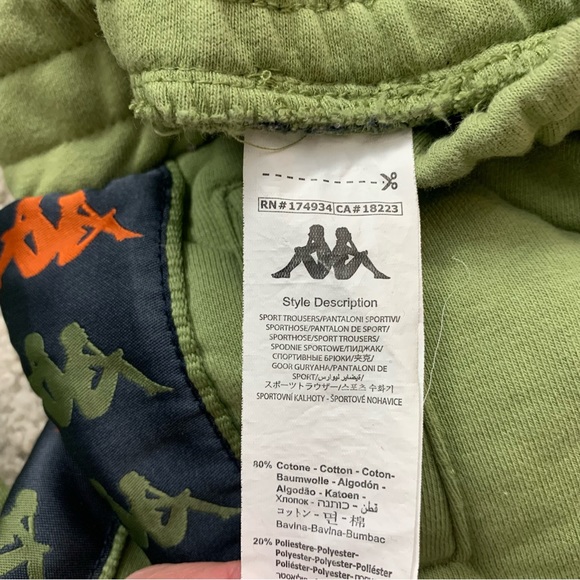 RN#174934 CA#18223
Style Description
SPORT TROUSERS/PANTALONI SPORTIVI/
SPORTHOSE/PANTALON DE SPORT/
SPORTHOSE/SPORT TROUSERS/
SPODNIE SPORTOWE/ПИДЖАК/
СПОРТИВНЫЕ БРЮКИ/夹克/
GOOR GURYAHA/PANTALONI DE
SPORT/
スポーツトラウザー/스포츠 수화기
SPORTOVNÍ KALHOTY - ŠPORTOVÉ NOHAVICE
80% Cotone - Cotton - Coton-
Baumwolle - Algodón -
Algodão - Katoen -
Хлопок - כותנה - قطن
コットン - 면 - 棉
Bavlna-Bavlna-Bumbac
20% Poliestere-Polyester-
Polyester-Polyester-Poliéster